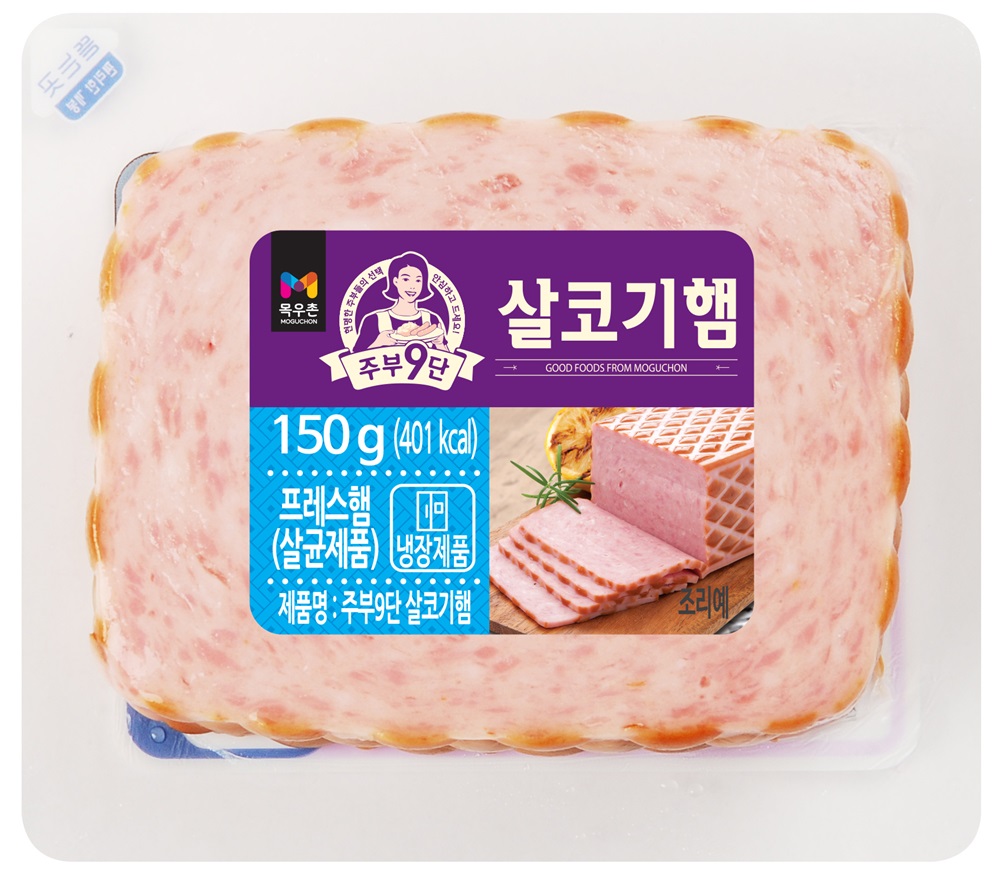 목우촌
MOGUCHON
현명한 주부들의 선택
안심하고 드세요!
주부9단
살코기햄
GOOD FOODS FROM MOGUCHON
150 g (401 kcal)
프레스햄
(살균제품)
냉장제품
제품명 : 주부9단 살코기햄
조리예